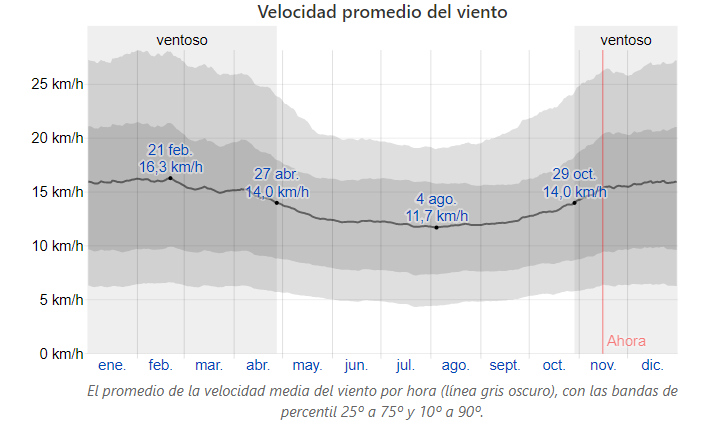 Velocidad promedio del viento
ventoso
ventoso
25 km/h
20 km/h
15 km/h
10 km/h
5 km/h
0 km/h
21 feb.
16,3 km/h
27 abr.
14,0 km/h
4 ago.
11,7 km/h
29 oct.
14,0 km/h
Ahora
ene. feb. mar. abr. may. jun. jul. ago. sept. oct. nov. dic.
El promedio de la velocidad media del viento por hora (línea gris oscuro), con las bandas de
percentil 25º a 75º y 10º a 90º.